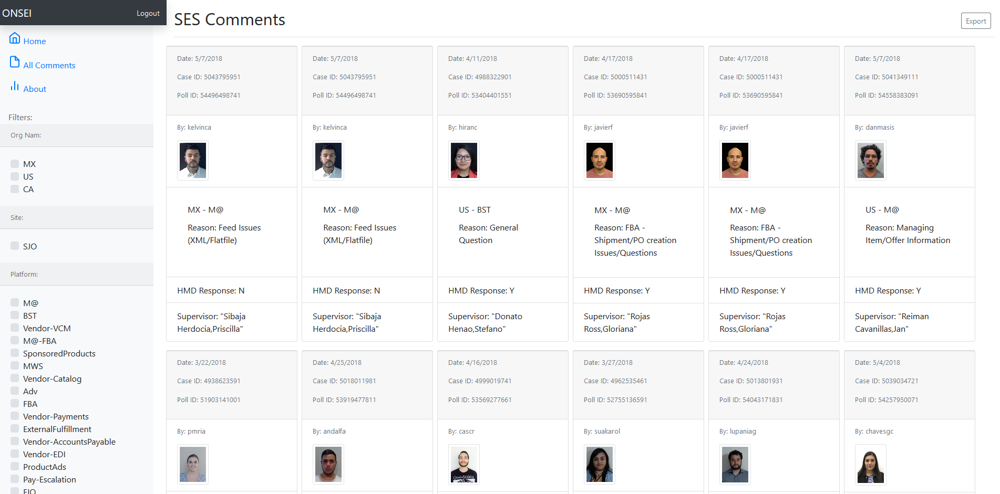 ONSEI
Logout
Home
All Comments
About
Filters:
Org Nam:
MX
US
CA
Site:
SJO
Platform:
M@
BST
Vendor-VCM
M@-FBA
SponsoredProducts
MWS
Vendor-Catalog
Adv
FBA
Vendor-Payments
ExternalFulfillment
Vendor-AccountsPayable
Vendor-EDI
ProductAds
Pay-Escalation
SES Comments
Export
Date: 5/7/2018
Case ID: 5043795951
Poll ID: 54496498741
By: kelvinca
MX - M@
Reason: Feed Issues
(XML/Flatfile)
HMD Response: N
Supervisor: "Sibaja
Herdocia,Priscilla"
Date: 5/7/2018
Case ID: 5043795951
Poll ID: 54496498741
By: kelvinca
MX - M@
Reason: Feed Issues
(XML/Flatfile)
HMD Response: N
Supervisor: "Sibaja
Herdocia,Priscilla"
Date: 4/11/2018
Case ID: 4988322901
Poll ID: 53404401551
By: hiranc
US - BST
Reason: General
Question
HMD Response: Y
Supervisor: "Donato
Henao,Stefano"
Date: 4/17/2018
Case ID: 5000511431
Poll ID: 53690595841
By: javierf
MX - M@
Reason: FBA -
Shipment/PO creation
Issues/Questions
HMD Response: Y
Supervisor: "Rojas
Ross,Gloriana"
Date: 4/17/2018
Case ID: 5000511431
Poll ID: 53690595841
By: javierf
MX - M@
Reason: FBA -
Shipment/PO creation
Issues/Questions
HMD Response: Y
Supervisor: "Rojas
Ross,Gloriana"
Date: 5/7/2018
Case ID: 5041349111
Poll ID: 54558383091
By: danmasis
US - M@
Reason: Managing
Item/Offer Information
HMD Response: Y
Supervisor: "Reiman
Cavanillas,Jan"
Date: 3/22/2018
Case ID: 4938623591
Poll ID: 51903141001
By: pmria
Date: 4/25/2018
Case ID: 5018011981
Poll ID: 53919477811
By: andalfa
Date: 4/16/2018
Case ID: 4999019741
Poll ID: 53569277661
By: cascr
Date: 3/27/2018
Case ID: 4962535461
Poll ID: 52755136591
By: suakarol
Date: 4/24/2018
Case ID: 5013801931
Poll ID: 54043171831
By: lupaniag
Date: 5/4/2018
Case ID: 5039034721
Poll ID: 54257950071
By: chavesgc